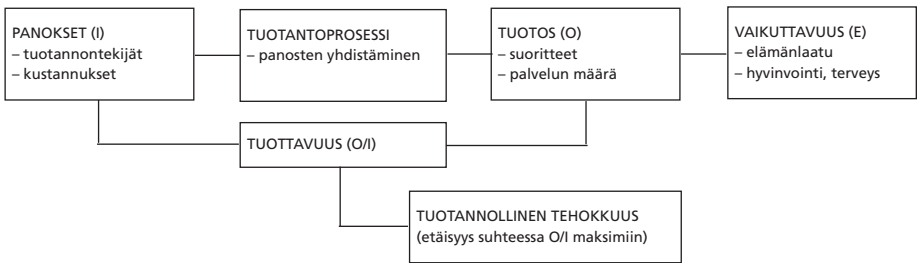 PANOKSET (I)
– tuotannontekijät
– kustannukset
TUOTANTOPROSESSI
– panosten yhdistäminen
TUOTOS (O)
– suoritteet
– palvelun määrä
VAIKUTTAVUUS (E)
– elämänlaatu
– hyvinvointi, terveys
TUOTTAVUUS (O/I)
TUOTANNOLLINEN TEHOKKUUS
(etäisyys suhteessa O/I maksimiin)